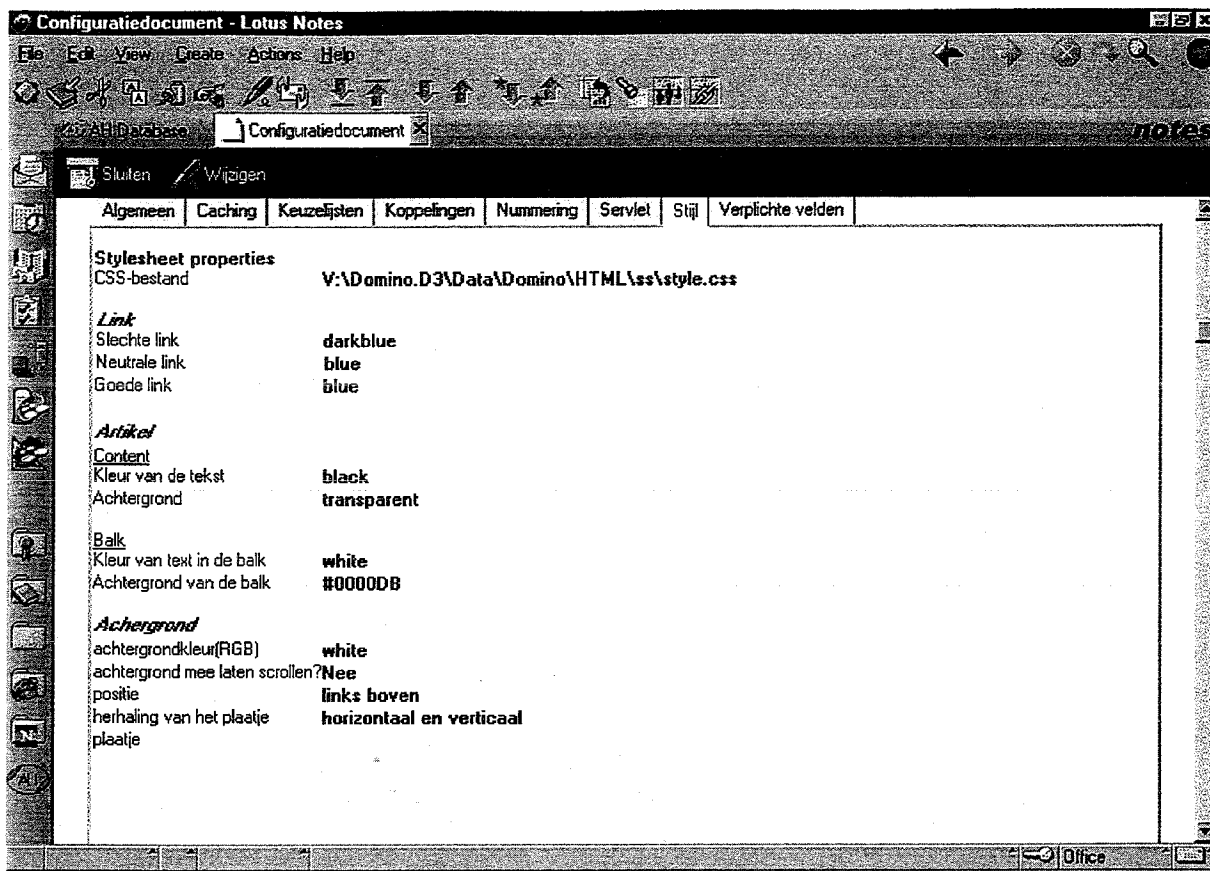 Configuratiedocument - Lotus Notes
File Edit View Create Actions Help
AH Database Configuratiedocument
notes
Sluiten Wijzigen
Algemeen Caching Keuzelijsten Koppelingen Nummering Servlet Stijl Verplichte velden
Stylesheet properties
CSS-bestand V:\Domino.D3\Data\Domino\HTML\ss\style.css
Link
Slechte link darkblue
Neutrale link blue
Goede link blue
Artikel
Content
Kleur van de tekst black
Achtergrond transparent
Balk
Kleur van text in de balk white
Achtergrond van de balk #0000DB
Achergrond
achtergrondkleur(RGB) white
achtergrond mee laten scrollen? Nee
positie links boven
herhaling van het plaatje horizontaal en verticaal
plaatje
Office